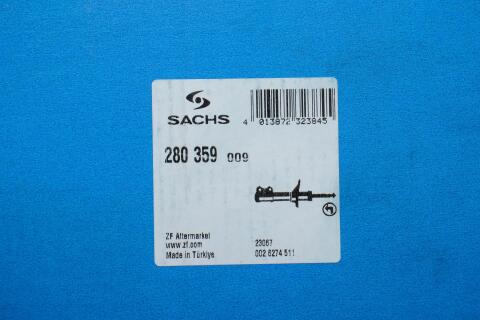 SACHS
4 013872 323845
280 359 009
ZF Aftermarket
www.zf.com
Made in Türkiye
23067
002 6274 511